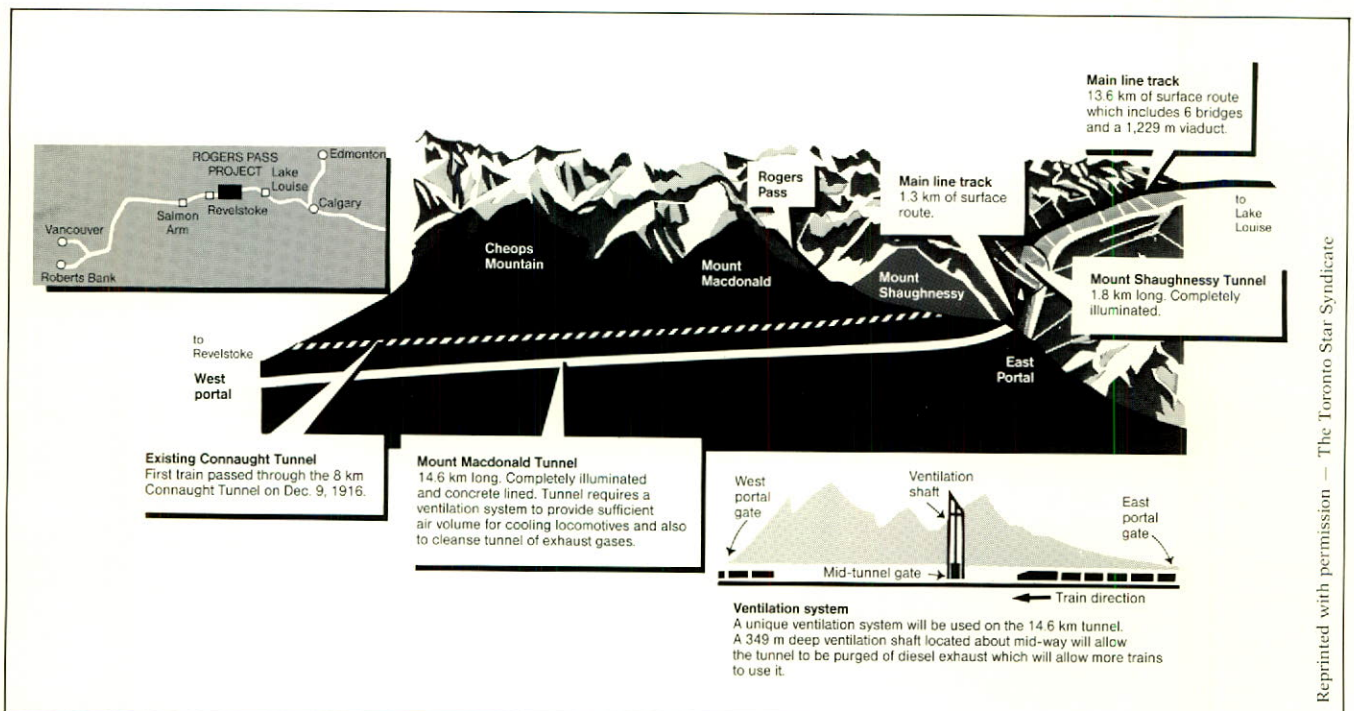 ROGERS PASS
PROJECT
Edmonton
Lake
Louise
Salmon
Arm
Revelstoke
Calgary
Vancouver
Roberts Bank
Cheops
Mountain
Mount
Macdonald
Rogers
Pass
Mount
Shaughnessy
Main line track
1.3 km of surface
route.
Main line track
13.6 km of surface route
which includes 6 bridges
and a 1,229 m viaduct.
to
Lake
Louise
Mount Shaughnessy Tunnel
1.8 km long. Completely
illuminated.
to
Revelstoke
West
portal
East
Portal
Existing Connaught Tunnel
First train passed through the 8 km
Connaught Tunnel on Dec. 9, 1916.
Mount Macdonald Tunnel
14.6 km long. Completely illuminated
and concrete lined. Tunnel requires a
ventilation system to provide sufficient
air volume for cooling locomotives and also
to cleanse tunnel of exhaust gases.
West
portal
gate
Ventilation
shaft
East
portal
gate
Mid-tunnel gate
Train direction
Ventilation system
A unique ventilation system will be used on the 14.6 km tunnel.
A 349 m deep ventilation shaft located about mid-way will allow
the tunnel to be purged of diesel exhaust which will allow more trains
to use it.
Reprinted with permission — The Toronto Star Syndicate